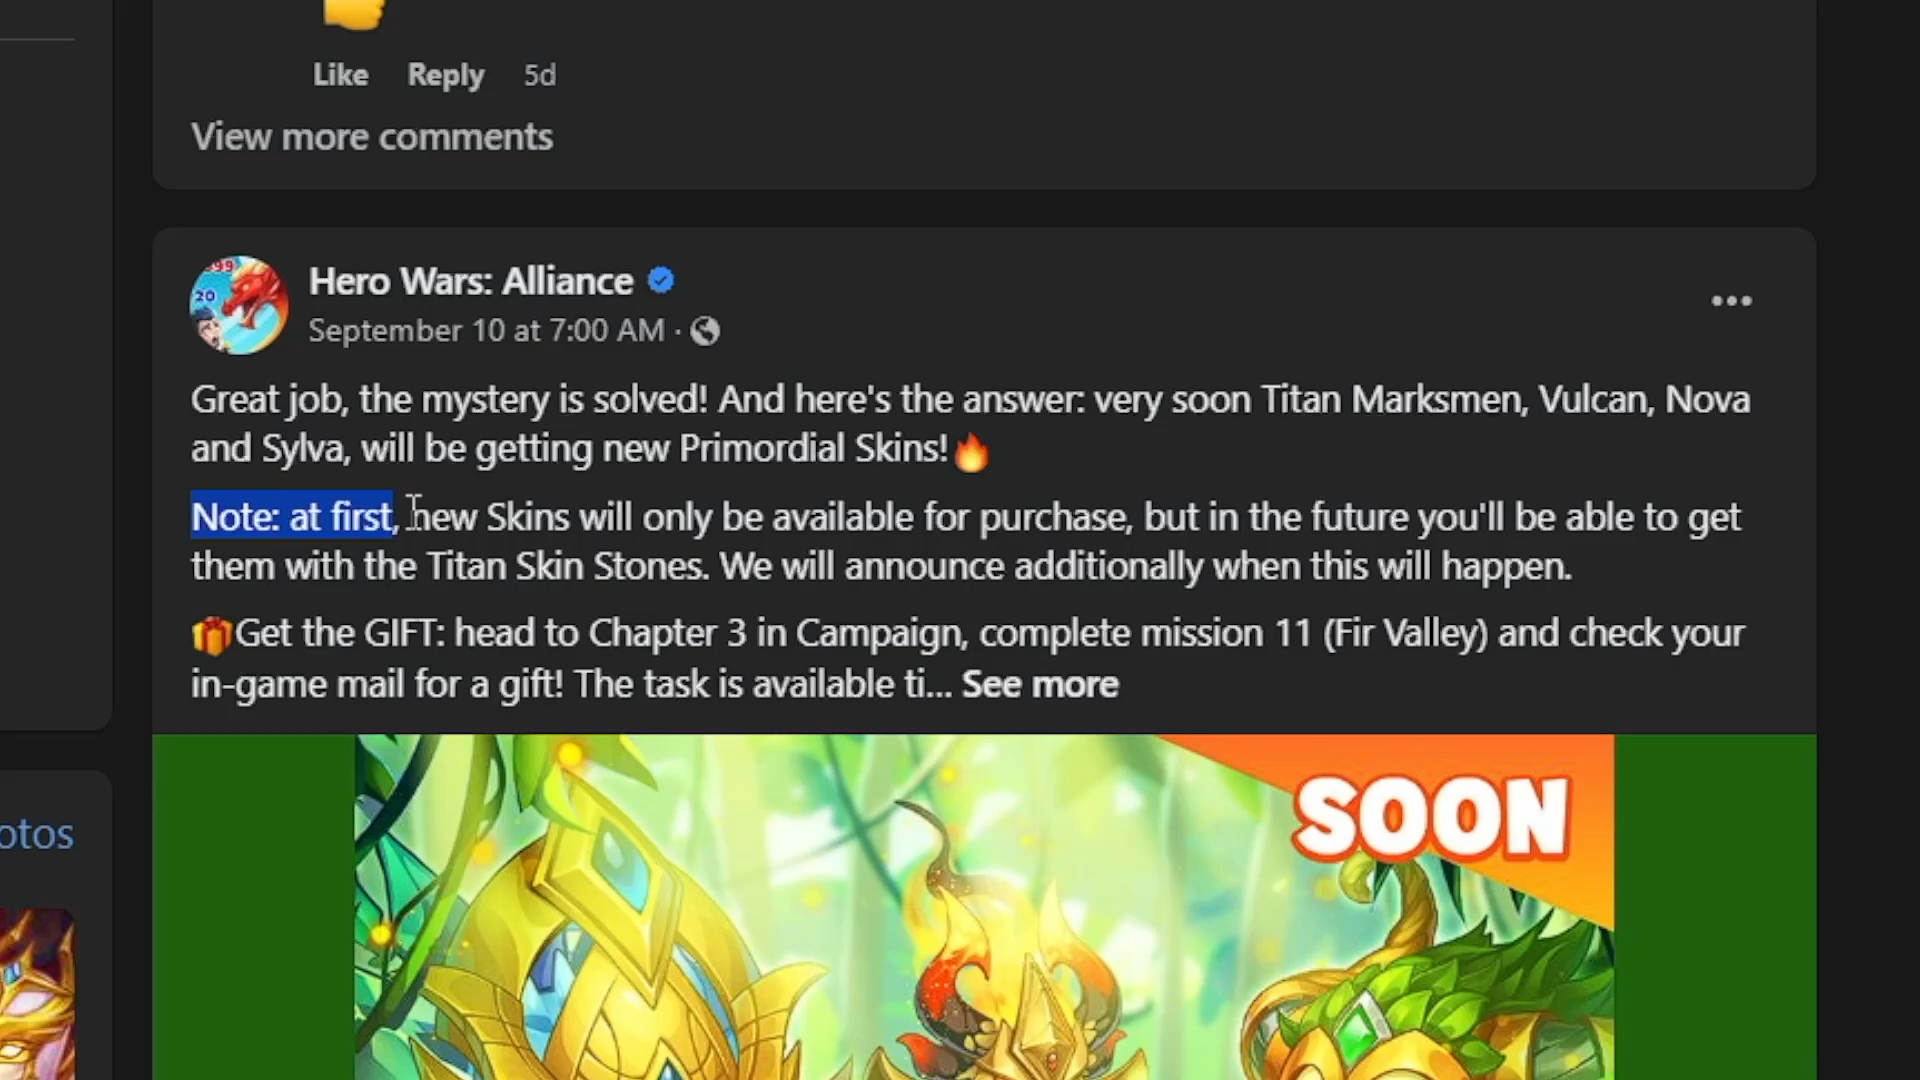 Like Reply 5d
View more comments
Hero Wars: Alliance
September 10 at 7:00 AM ·
Great job, the mystery is solved! And here's the answer: very soon Titan Marksmen, Vulcan, Nova
and Sylva, will be getting new Primordial Skins!🔥
Note: at first, new Skins will only be available for purchase, but in the future you'll be able to get
them with the Titan Skin Stones. We will announce additionally when this will happen.
🎁Get the GIFT: head to Chapter 3 in Campaign, complete mission 11 (Fir Valley) and check your
in-game mail for a gift! The task is available ti... See more
SOON
otos
20